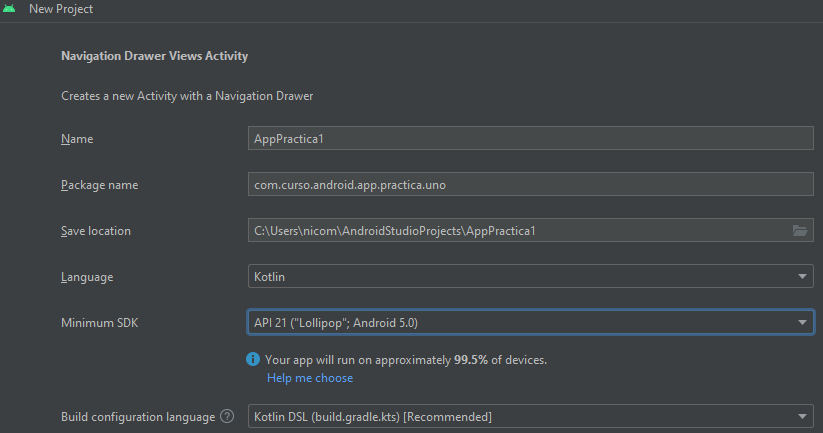 New Project
Navigation Drawer Views Activity
Creates a new Activity with a Navigation Drawer
Name AppPractica1
Package name com.curso.android.app.practica.uno
Save location C:\Users\nicom\AndroidStudioProjects\AppPractica1
Language Kotlin
Minimum SDK API 21 ("Lollipop"; Android 5.0)
Your app will run on approximately 99.5% of devices.
Help me choose
Build configuration language ? Kotlin DSL (build.gradle.kts) [Recommended]